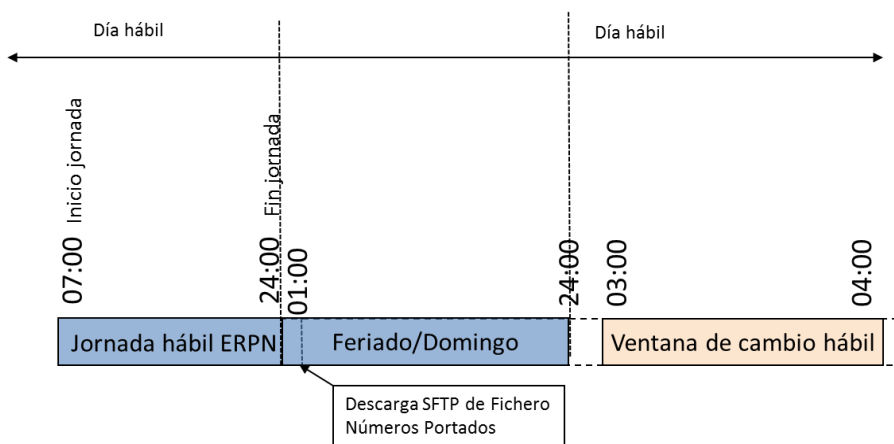 Día hábil
Día hábil
Inicio jornada
Fin jornada
07:00
24:00
01:00
24:00
03:00
04:00
Jornada hábil ERPN
Feriado/Domingo
Ventana de cambio hábil
Descarga SFTP de Fichero
Números Portados